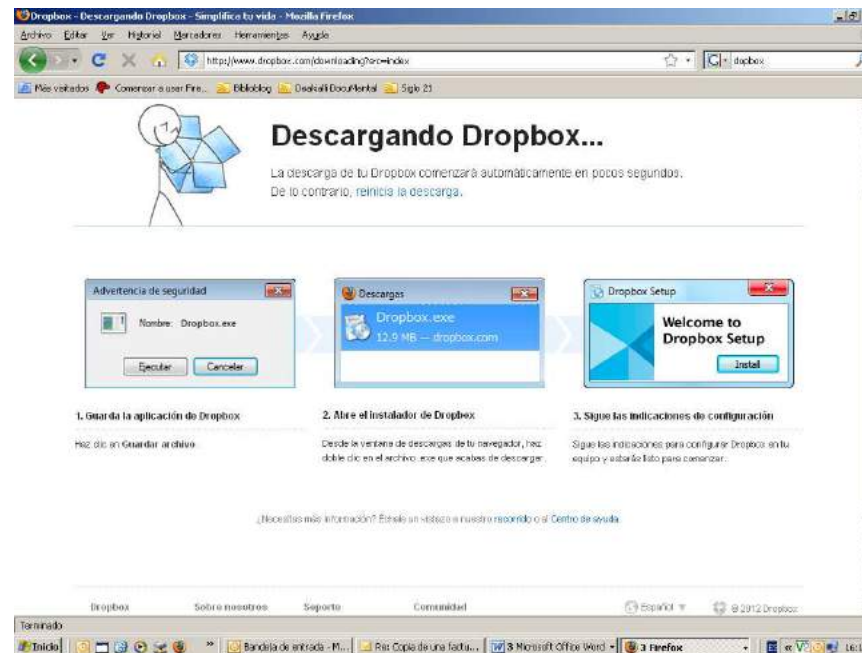 Dropbox - Descargando Dropbox - Simplifica tu vida - Mozilla Firefox
Archivo Editar Ver Historial Marcadores Herramientas Ayuda
http://www.dropbox.com/downloading?src=index
dopbox
Más visitados Comenzar a usar Fire... Biblioblog DealkalliDocuMental Siglo 21
Descargando Dropbox...
La descarga de tu Dropbox comenzará automáticamente en pocos segundos.
De lo contrario, reinicia la descarga.
Advertencia de seguridad
Nombre: Dropbox.exe
Ejecutar Cancelar
Descargas
Dropbox.exe
12.9 MB — dropbox.com
Dropbox Setup
Welcome to
Dropbox Setup
Install
1. Guarda la aplicación de Dropbox
Haz clic en Guardar archivo
2. Abre el instalador de Dropbox
Desde la ventana de descargas de tu navegador, haz
doble clic en el archivo .exe que acabas de descargar.
3. Sigue las indicaciones de configuración
Sigue las indicaciones para configurar Dropbox en tu
equipo y estarás listo para comenzar.
¿Necesitas más información? Échale un vistazo a nuestro recorrido o al Centro de ayuda
Dropbox Sobre nosotros Soporte Comunidad Español © 2012 Dropbox
Terminado
Inicio Bandeja de entrada - M... Re: Copia de una factu... 3 Microsoft Office Word 3 Firefox